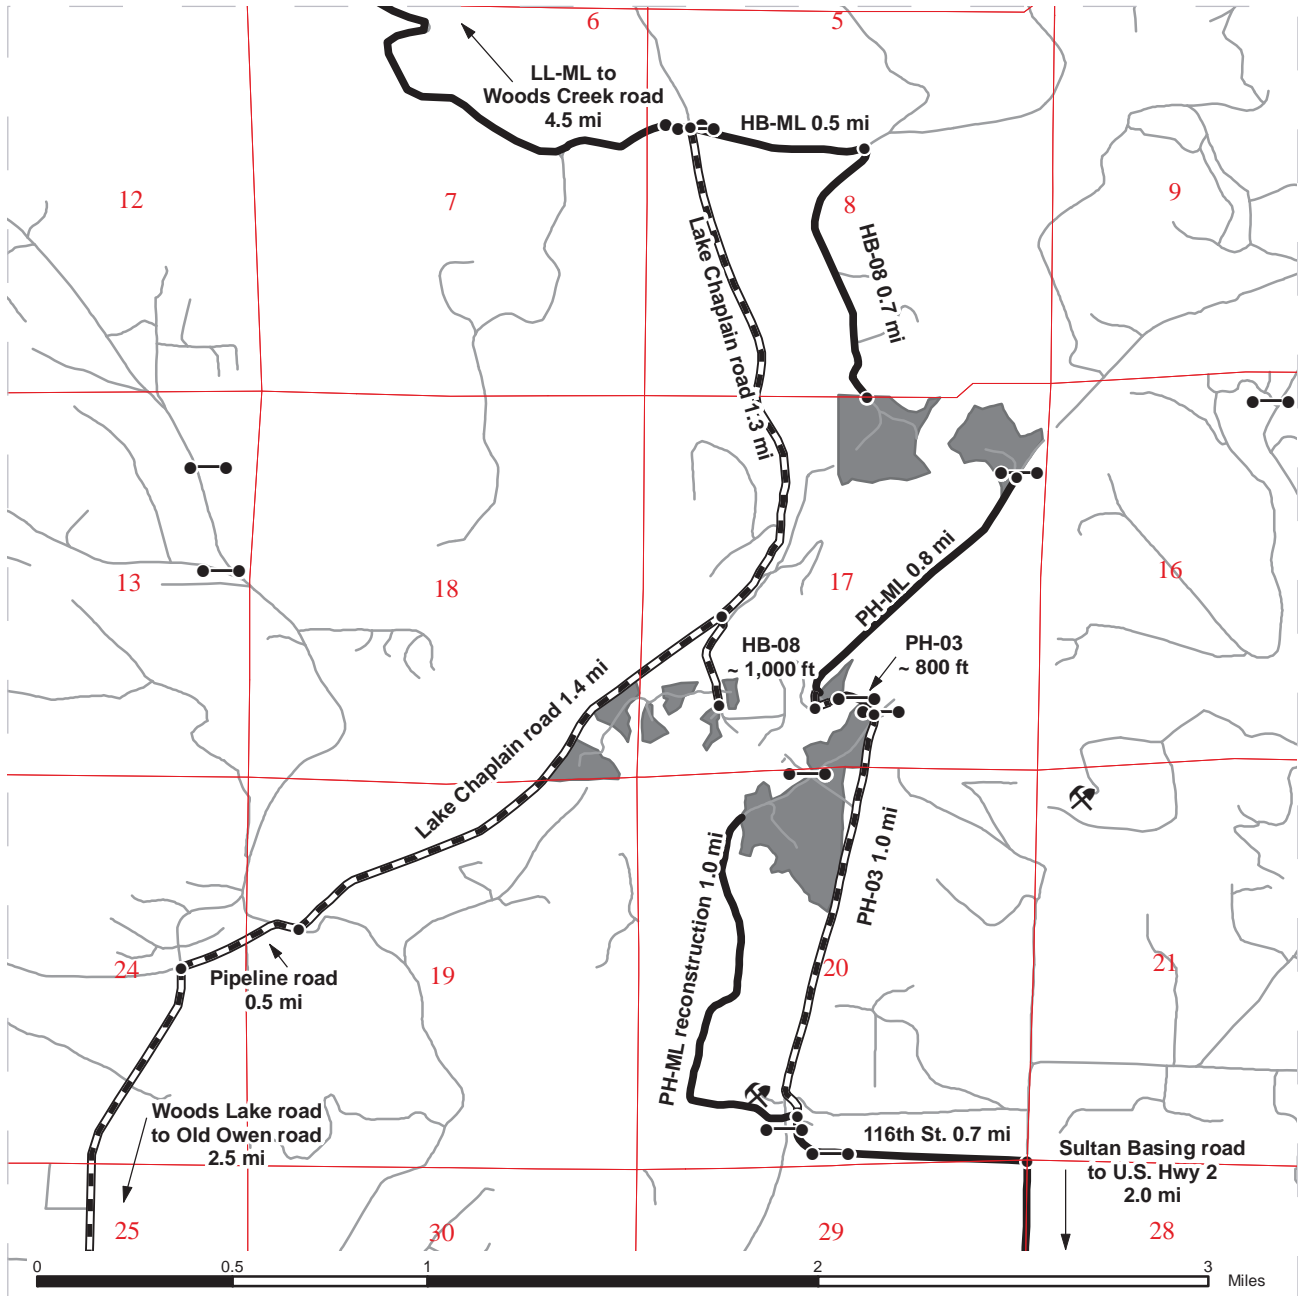 6
5
LL-ML to
Woods Creek road
4.5 mi
HB-ML 0.5 mi
12
7
8
9
Lake Chaplain road 1.3 mi
HB-08 0.7 mi
13
18
17
16
PH-ML 0.8 mi
HB-08
~ 1,000 ft
PH-03
~ 800 ft
Lake Chaplain road 1.4 mi
PH-ML reconstruction 1.0 mi
PH-03 1.0 mi
24
19
20
21
Pipeline road
0.5 mi
Woods Lake road
to Old Owen road
2.5 mi
116th St. 0.7 mi
Sultan Basing road
to U.S. Hwy 2
2.0 mi
25
30
29
28
0
0.5
1
2
3
Miles